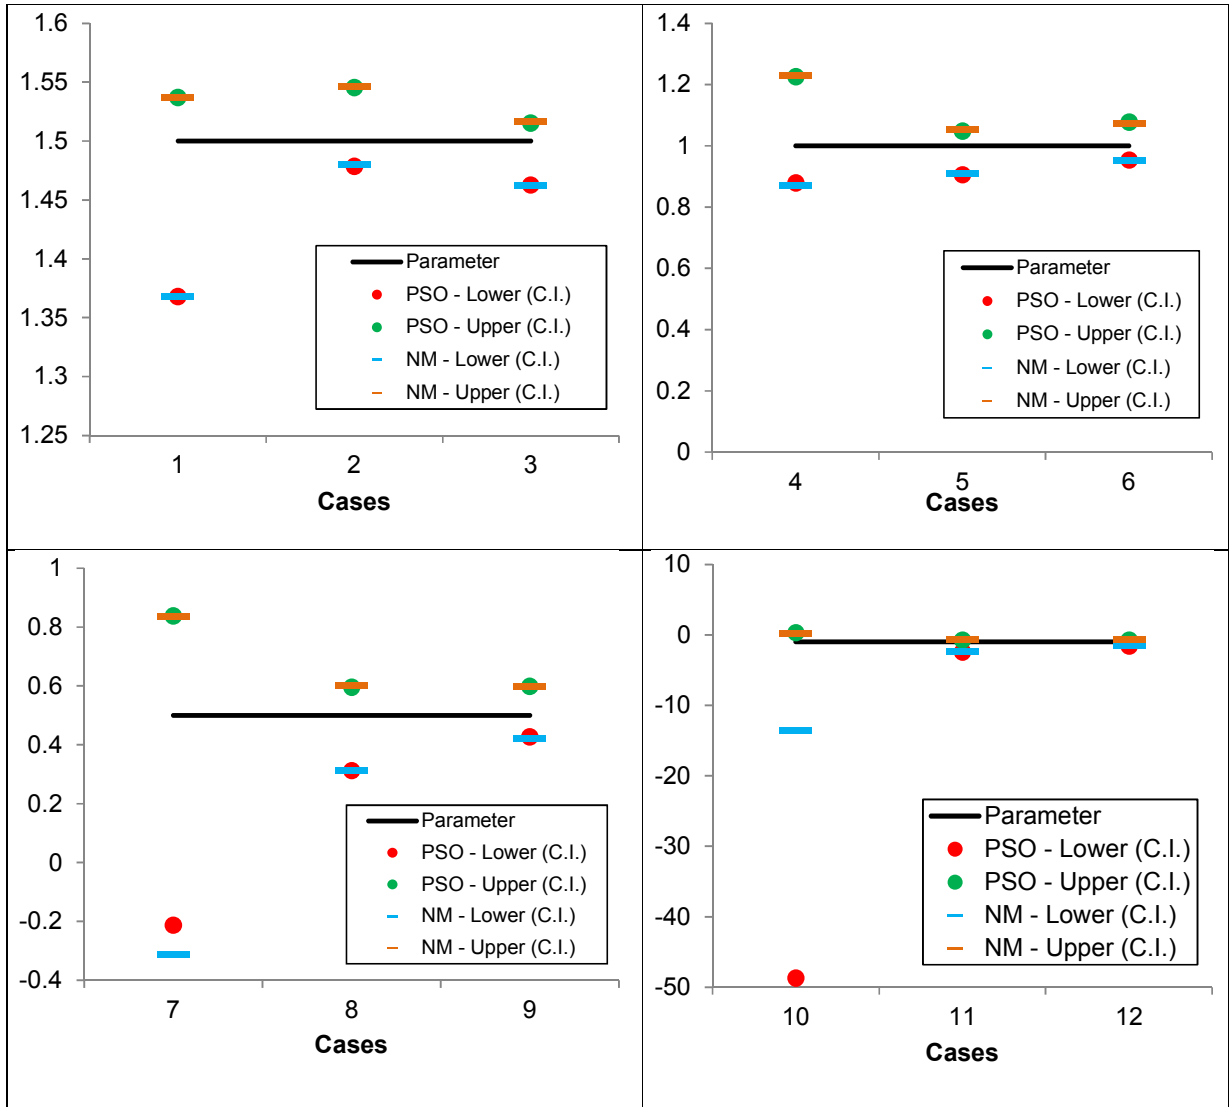 1.6
1.55
1.5
1.45
1.4
1.35
1.3
1.25
Parameter
PSO - Lower (C.I.)
PSO - Upper (C.I.)
NM - Lower (C.I.)
NM - Upper (C.I.)
1 2 3
Cases
1.4
1.2
1
0.8
0.6
0.4
0.2
0
Parameter
PSO - Lower (C.I.)
PSO - Upper (C.I.)
NM - Lower (C.I.)
NM - Upper (C.I.)
4 5 6
Cases
1
0.8
0.6
0.4
0.2
0
-0.2
-0.4
Parameter
PSO - Lower (C.I.)
PSO - Upper (C.I.)
NM - Lower (C.I.)
NM - Upper (C.I.)
7 8 9
Cases
10
0
-10
-20
-30
-40
-50
Parameter
PSO - Lower (C.I.)
PSO - Upper (C.I.)
NM - Lower (C.I.)
NM - Upper (C.I.)
10 11 12
Cases